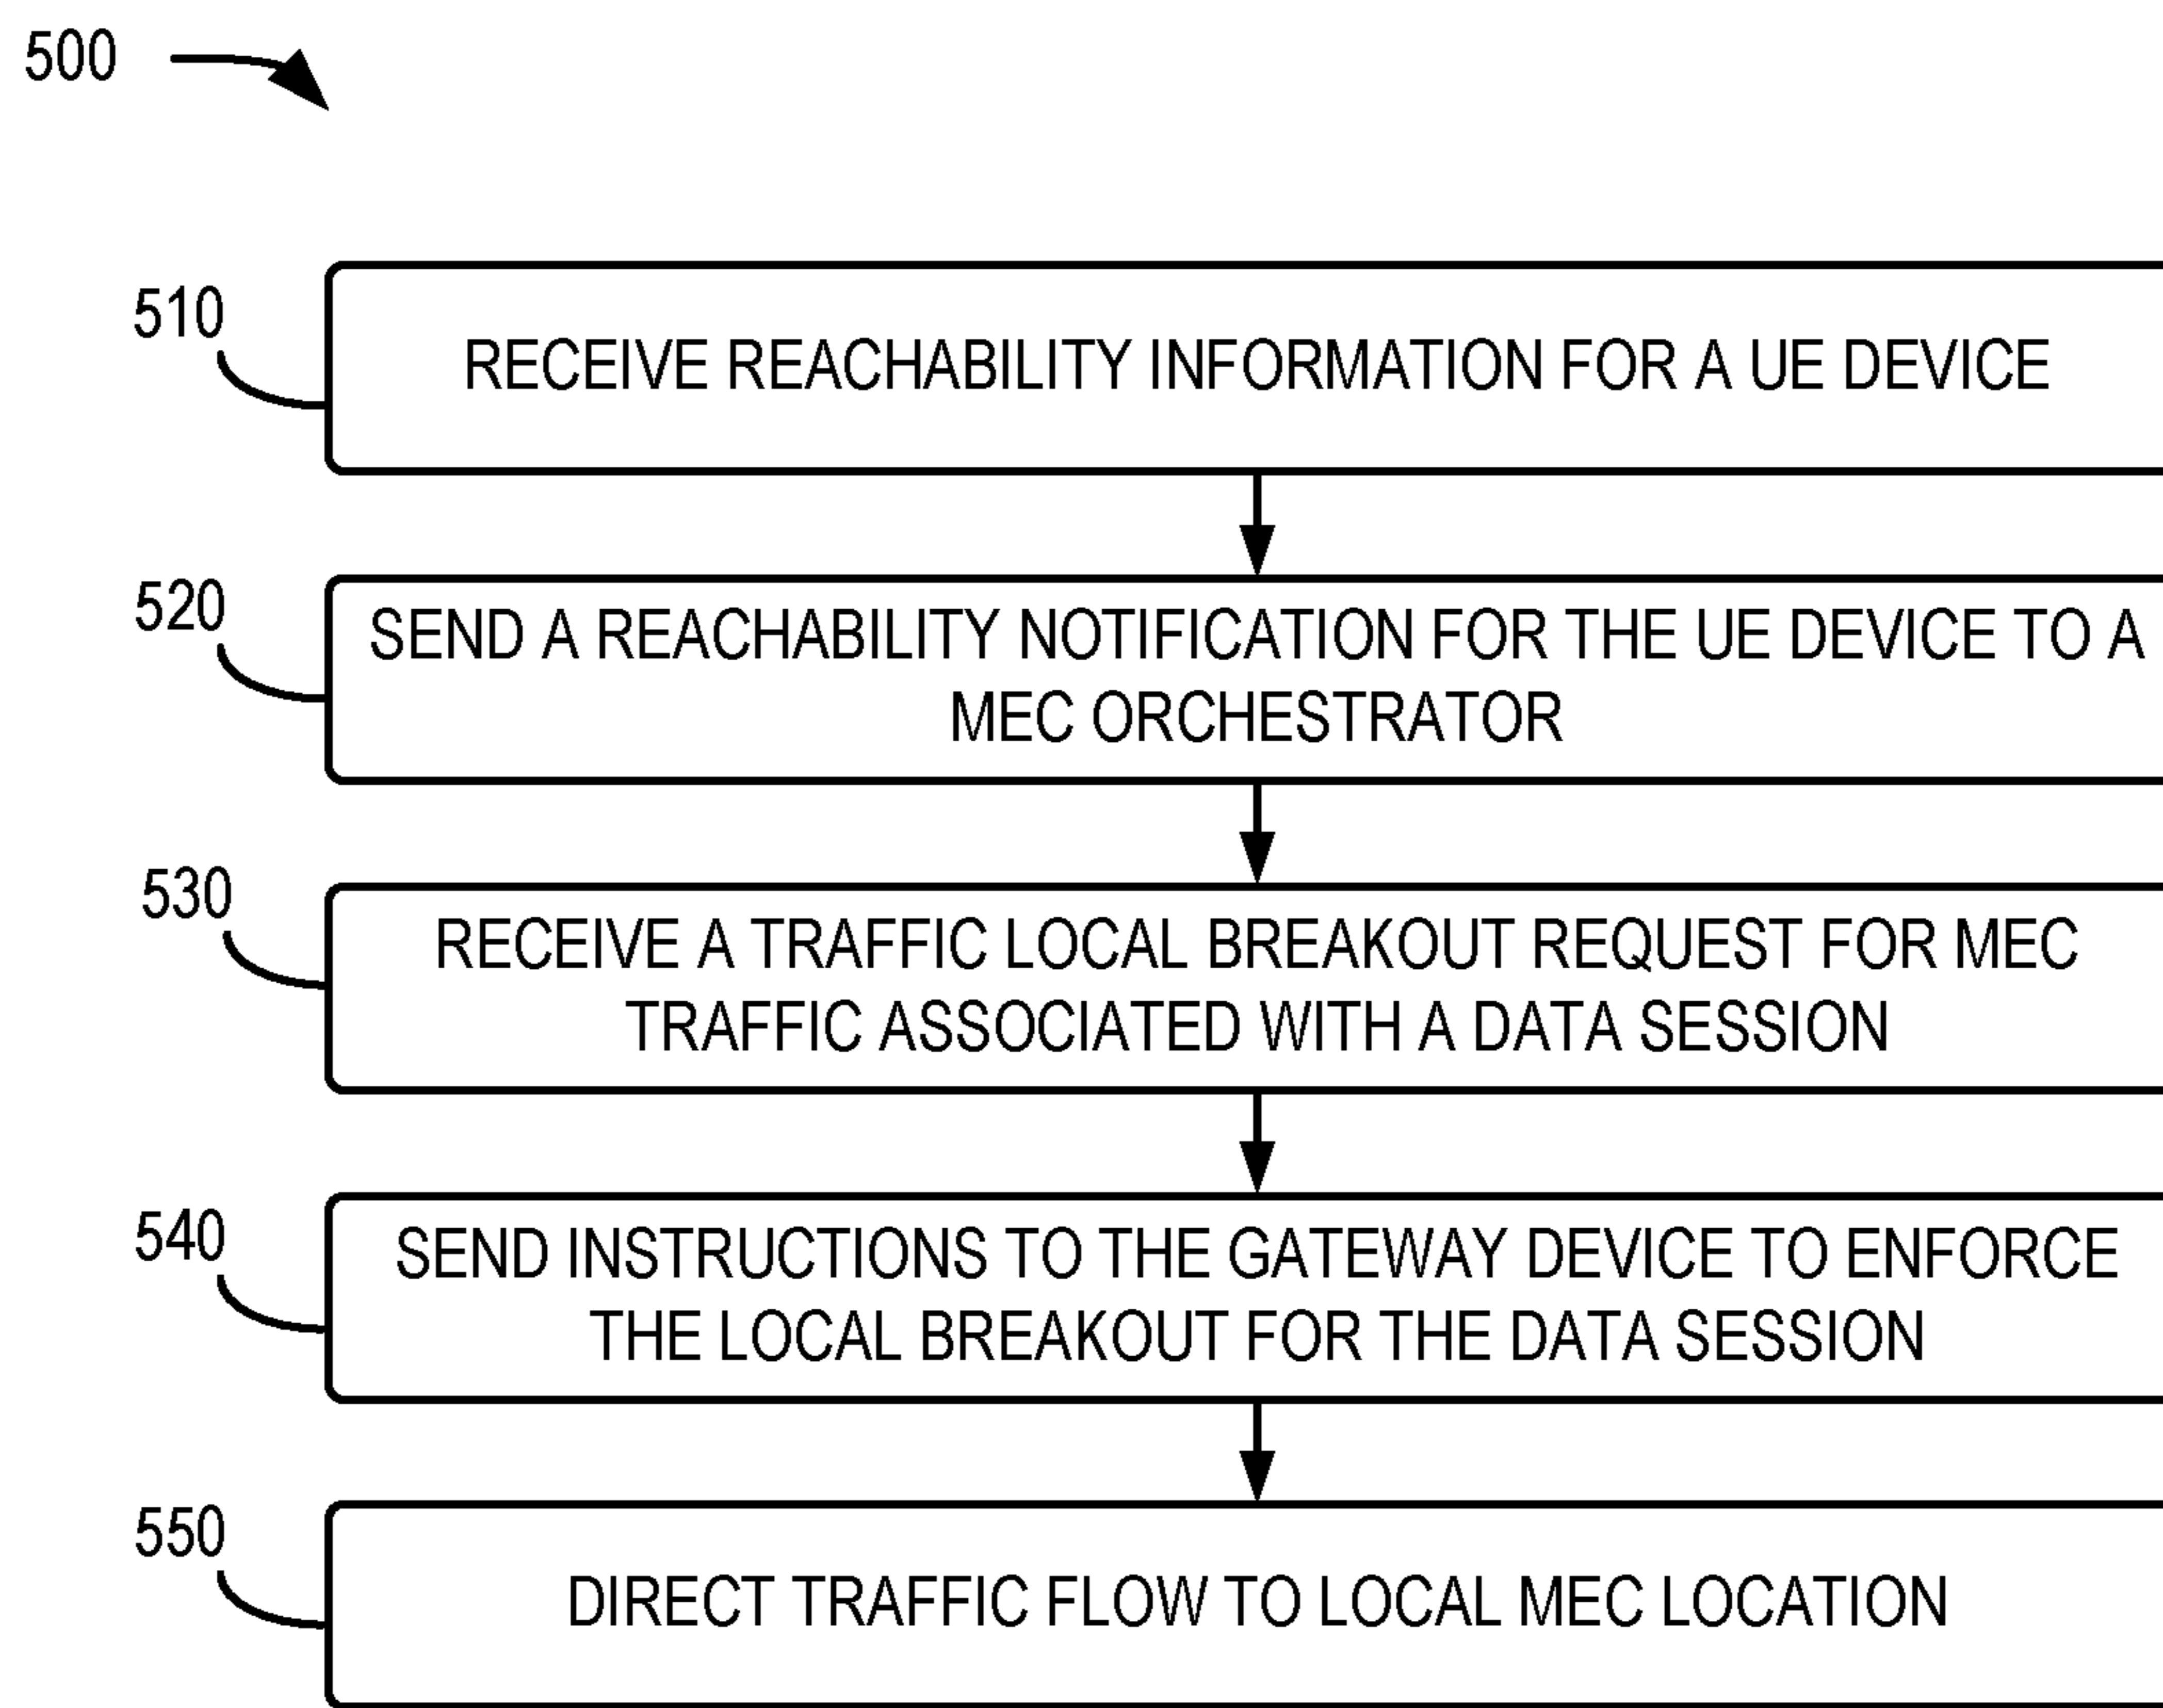 500
510
RECEIVE REACHABILITY INFORMATION FOR A UE DEVICE
520
SEND A REACHABILITY NOTIFICATION FOR THE UE DEVICE TO A
MEC ORCHESTRATOR
530
RECEIVE A TRAFFIC LOCAL BREAKOUT REQUEST FOR MEC
TRAFFIC ASSOCIATED WITH A DATA SESSION
540
SEND INSTRUCTIONS TO THE GATEWAY DEVICE TO ENFORCE
THE LOCAL BREAKOUT FOR THE DATA SESSION
550
DIRECT TRAFFIC FLOW TO LOCAL MEC LOCATION